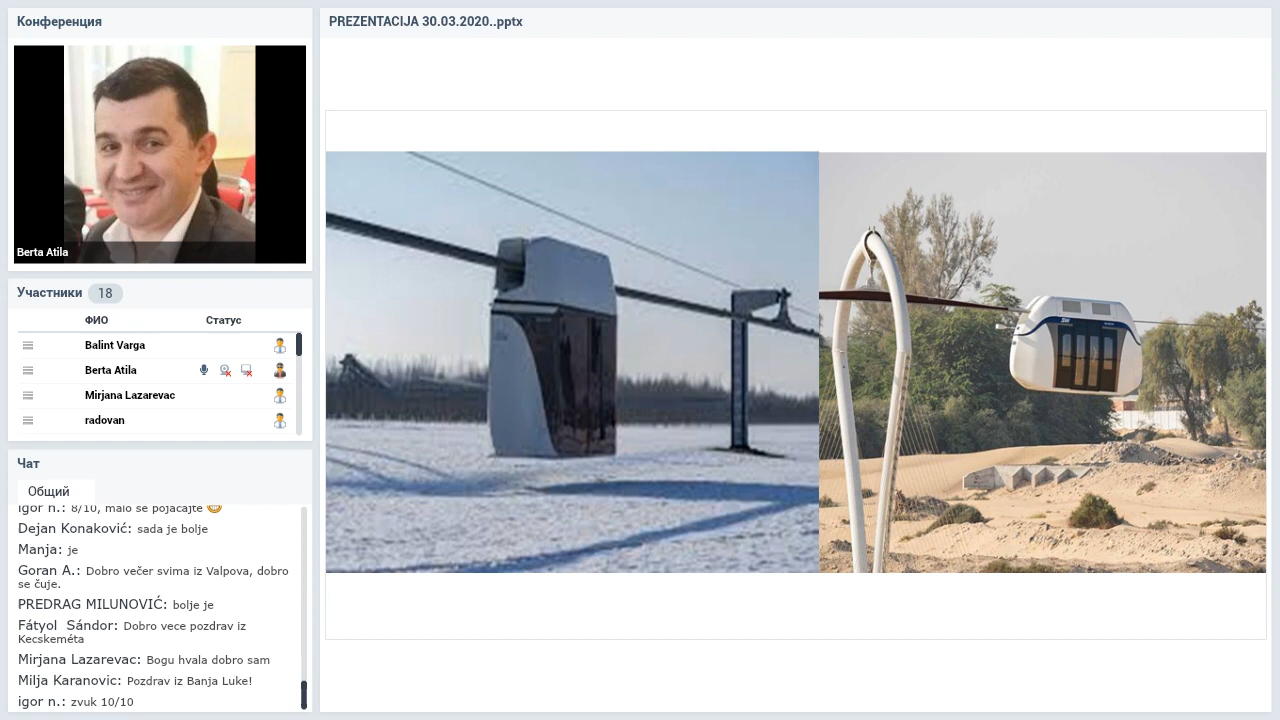 Конференция
Berta Atila
Участники 18
ФИО Статус
Balint Varga
Berta Atila
Mirjana Lazarevac
radovan
Чат
Общий
igor n.: 8/10, malo se pojačajte
Dejan Konaković: sada je bolje
Manja: je
Goran A.: Dobro večer svima iz Valpova, dobro
se čuje.
PREDRAG MILUNOVIĆ: bolje je
Fátyol Sándor: Dobro vece pozdrav iz
Kecskeméta
Mirjana Lazarevac: Bogu hvala dobro sam
Milja Karanovic: Pozdrav iz Banja Luke!
igor n.: zvuk 10/10
PREZENTACIJA 30.03.2020..pptx